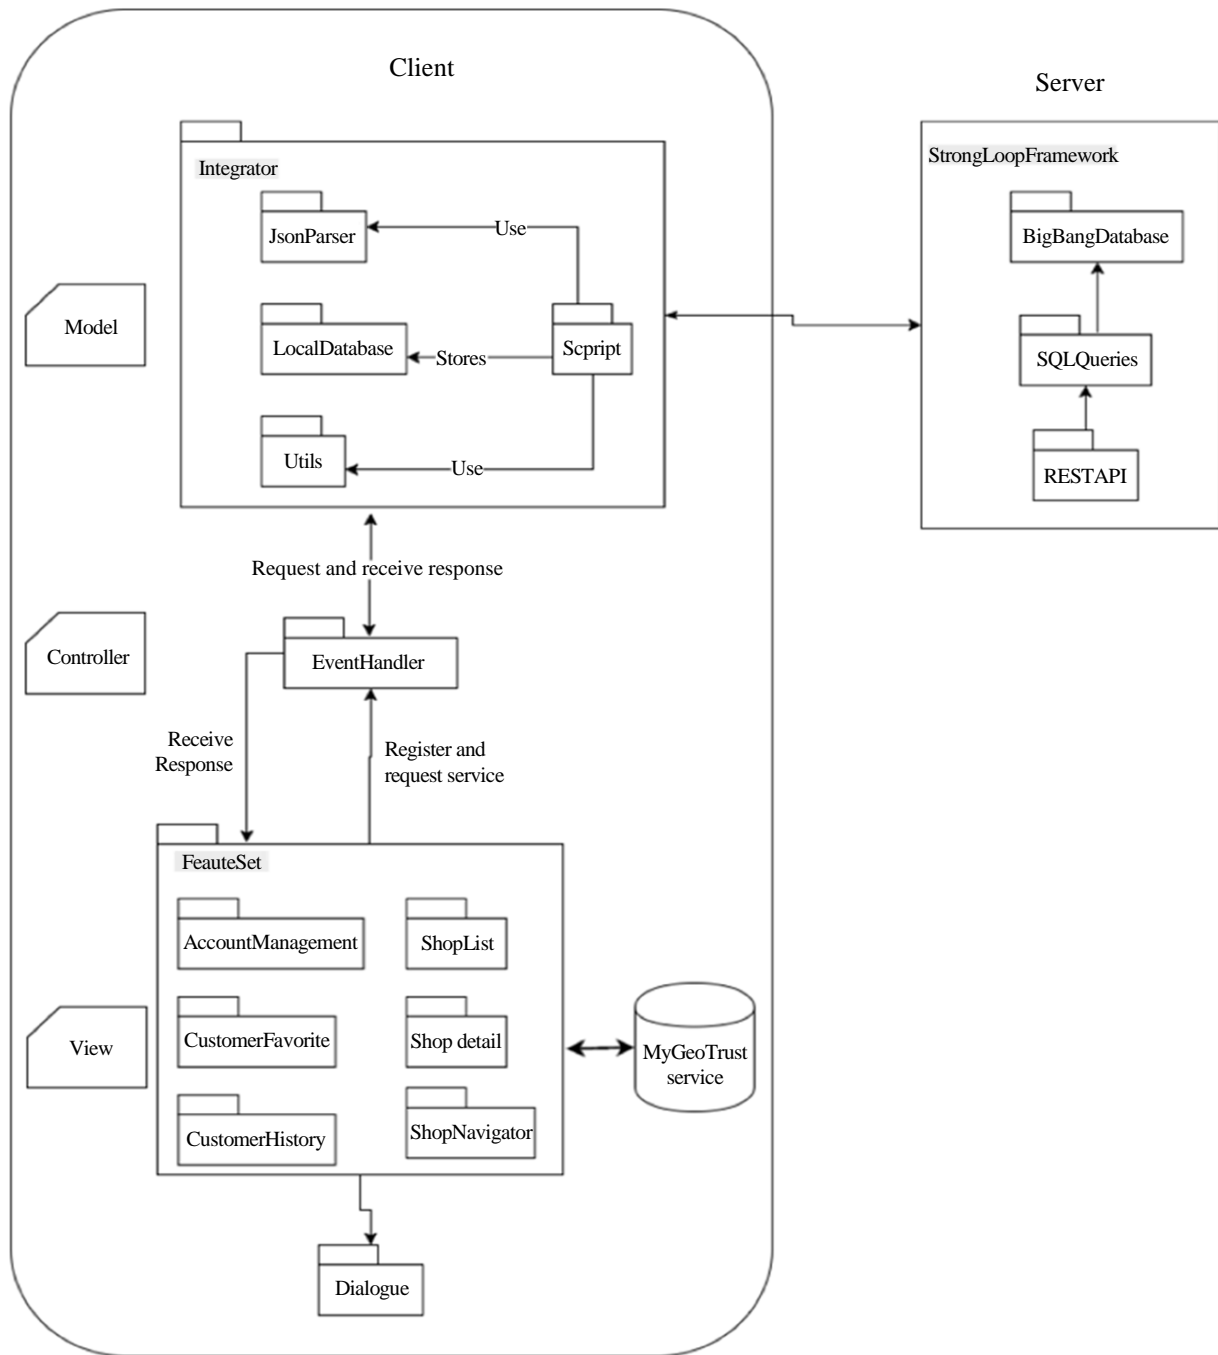 Client
Server
Integrator
StrongLoopFramework
JsonParser
Use
BigBangDatabase
Model
LocalDatabase
Stores
Scpript
SQLQueries
Utils
Use
RESTAPI
Request and receive response
Controller
EventHandler
Receive
Response
Register and
request service
FeauteSet
AccountManagement
ShopList
View
CustomerFavorite
Shop detail
MyGeoTrust
service
CustomerHistory
ShopNavigator
Dialogue